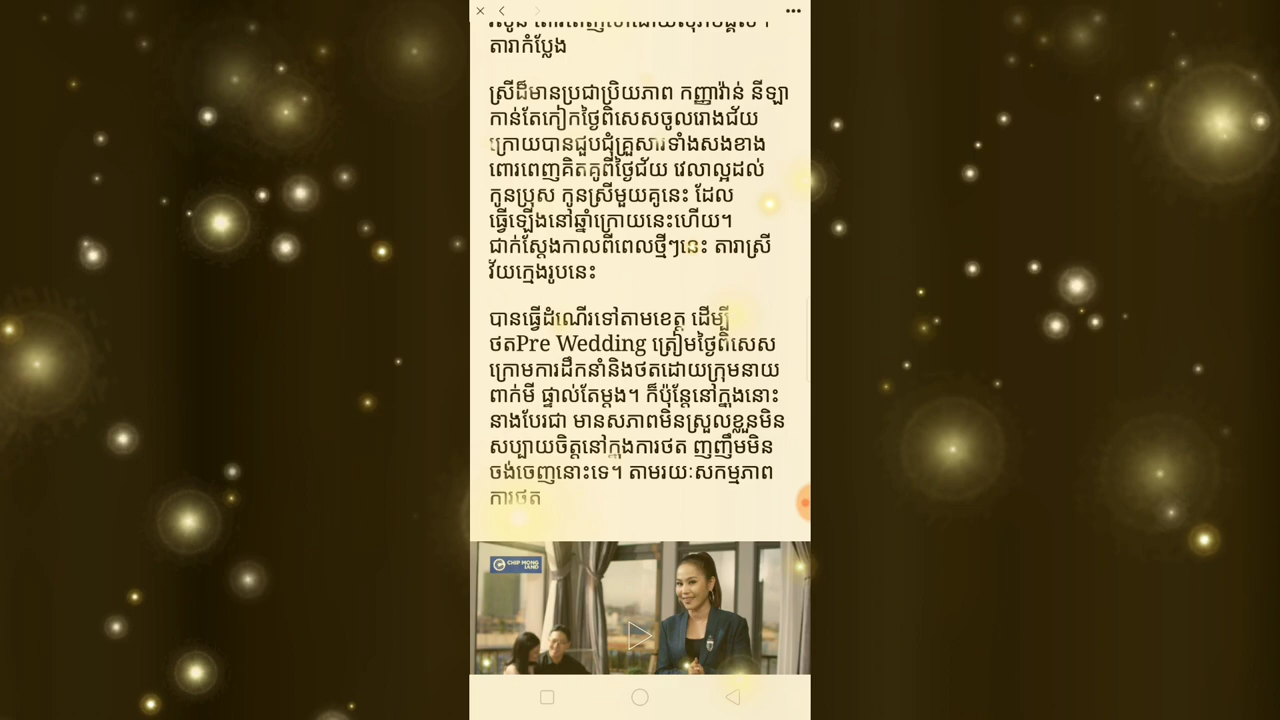 តារាកំប្លែង
ស្រីដ៏មានប្រជាប្រិយភាព កញ្ញាវ៉ាន់ នីឡា
កាន់តែកៀកថ្ងៃពិសេសចូលរោងជ័យ
ក្រោយបានជួបជុំគ្រួសារទាំងសងខាង
ពោរពេញគិតគូពីថ្ងៃជ័យ វេលាល្អដល់
កូនប្រុស កូនស្រីមួយគូនេះ ដែល
ធ្វើឡើងនៅឆ្នាំក្រោយនេះហើយ។
ជាក់ស្តែងកាលពីពេលថ្មីៗនេះ តារាស្រី
វ័យក្មេងរូបនេះ
បានធ្វើដំណើរទៅតាមខេត្ត ដើម្បី
ថតPre Wedding ត្រៀមថ្ងៃពិសេស
ក្រោមការដឹកនាំនិងថតដោយក្រុមនាយ
ពាក់មី ផ្ទាល់តែម្តង។ ក៏ប៉ុន្តែនៅក្នុងនោះ
នាងបែរជា មានសភាពមិនស្រួលខ្លួនមិន
សប្បាយចិត្តនៅក្នុងការថត ញញឹមមិន
ចង់ចេញនោះទេ។ តាមរយៈសកម្មភាព
ការថត
CHIP MONG
LAND